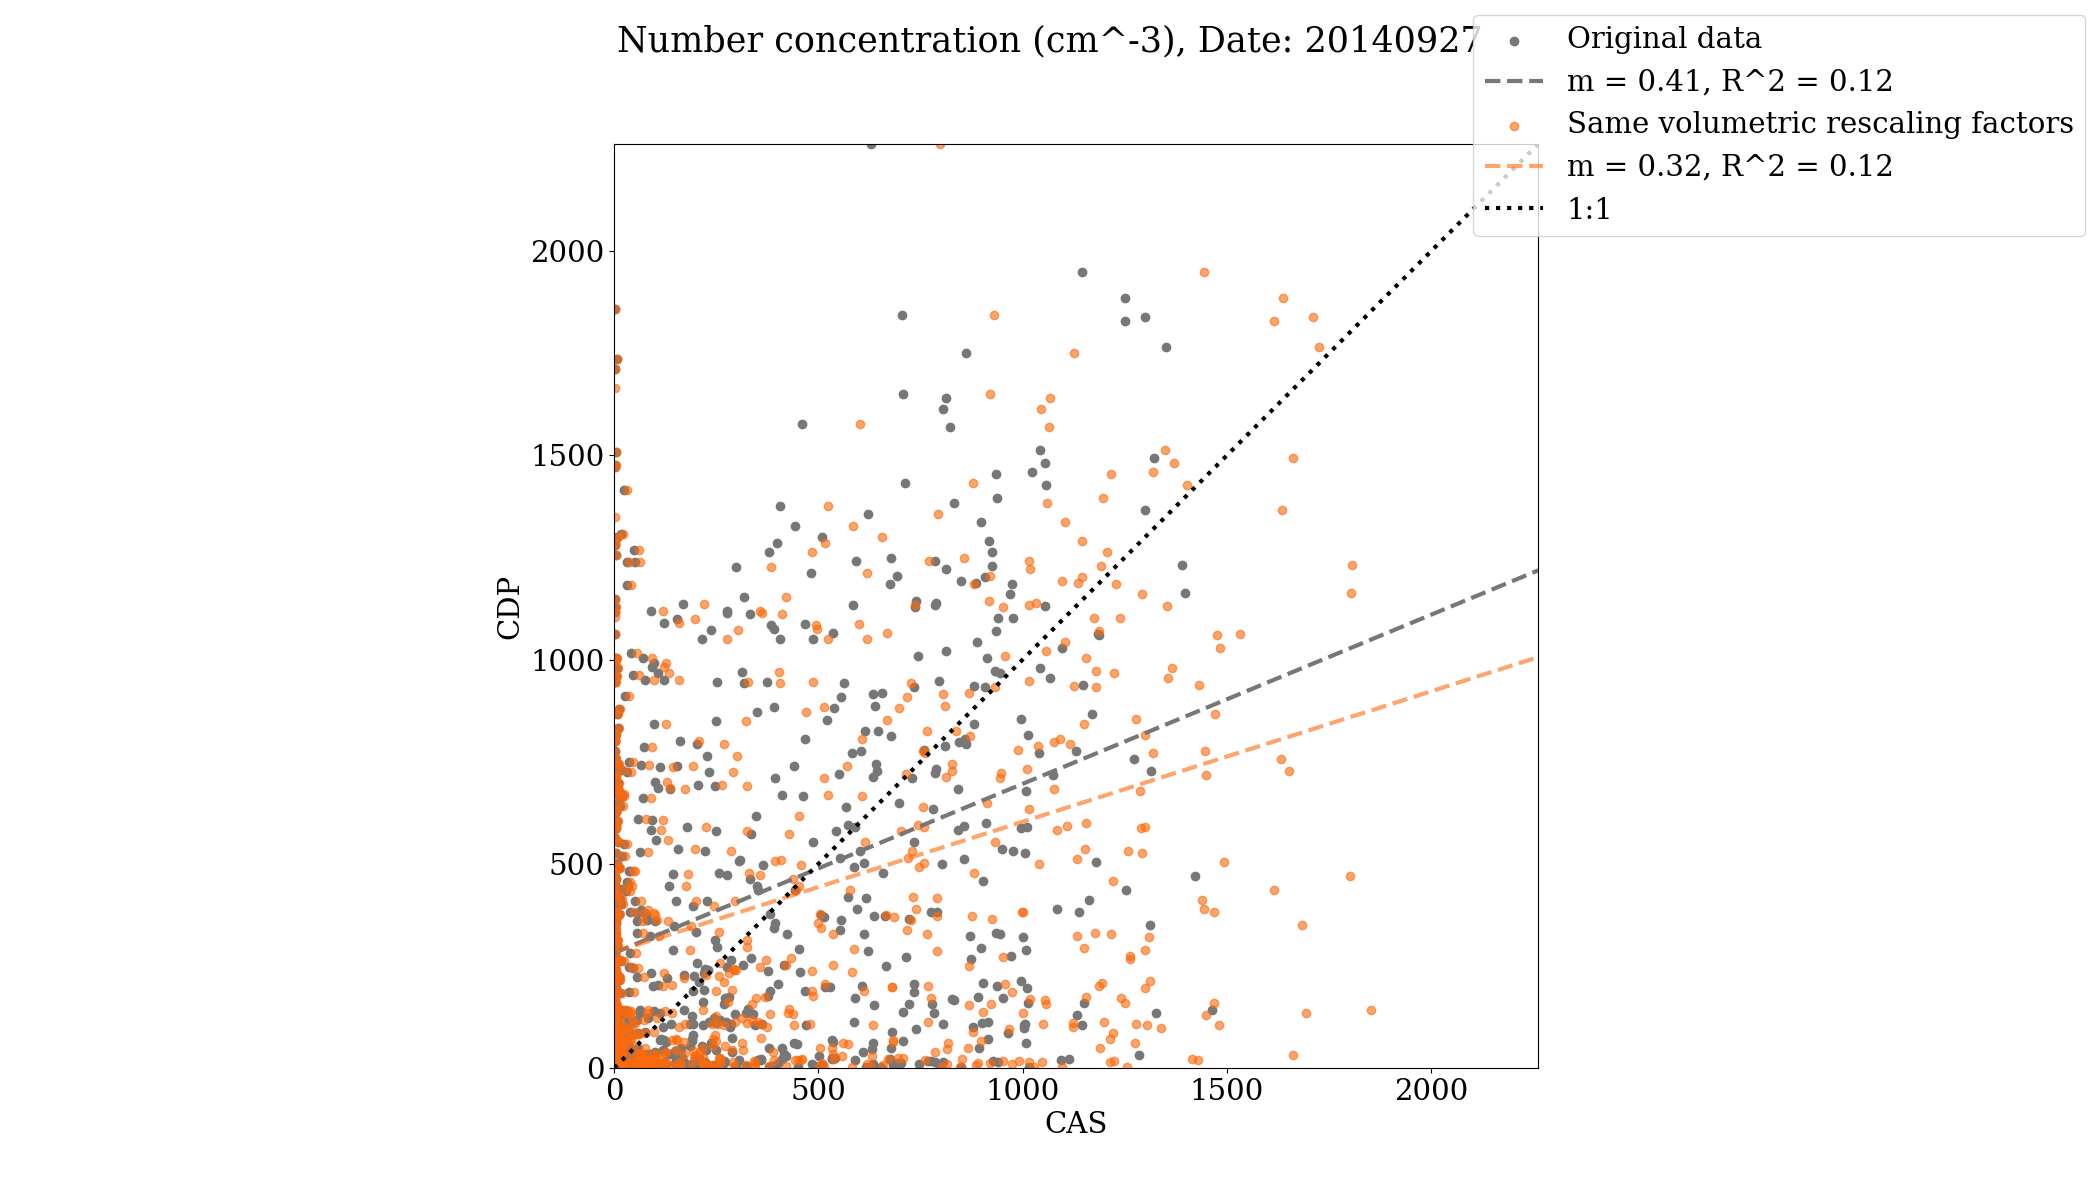 Number concentration (cm^-3), Date: 20140927
Original data
m = 0.41, R^2 = 0.12
Same volumetric rescaling factors
m = 0.32, R^2 = 0.12
1:1
2000
1500
1000
500
0
CDP
0 500 1000 1500 2000
CAS